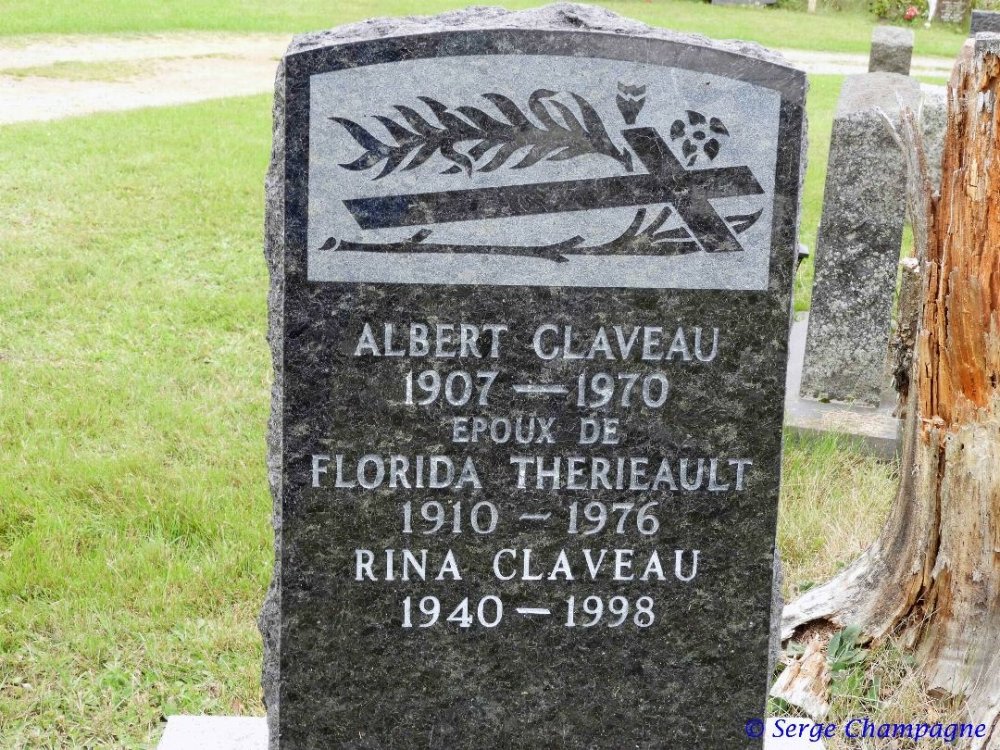 ALBERT CLAVEAU
1907 — 1970
EPOUX DE
FLORIDA THERIEAULT
1910 – 1976
RINA CLAVEAU
1940 – 1998
© Serge Champagne